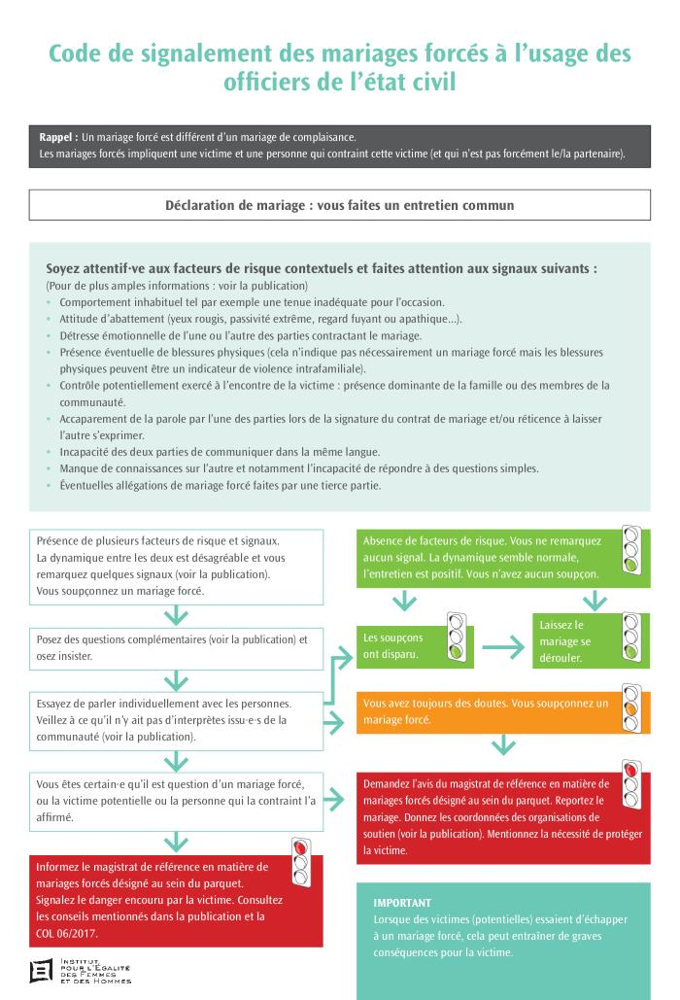 Code de signalement des mariages forcés à l'usage des
officiers de l'état civil
Rappel : Un mariage forcé est différent d'un mariage de complaisance.
Les mariages forcés impliquent une victime et une personne qui contraint cette victime (et qui n'est pas forcément le/la partenaire).
Déclaration de mariage : vous faites un entretien commun
Soyez attentif·ve aux facteurs de risque contextuels et faites attention aux signaux suivants :
(Pour de plus amples informations : voir la publication)
• Comportement inhabituel tel par exemple une tenue inadéquate pour l'occasion.
• Attitude d'abattement (yeux rougis, passivité extrême, regard fuyant ou apathique...).
• Détresse émotionnelle de l'une ou l'autre des parties contractant le mariage.
• Présence éventuelle de blessures physiques (cela n'indique pas nécessairement un mariage forcé mais les blessures
physiques peuvent être un indicateur de violence intrafamiliale).
• Contrôle potentiellement exercé à l'encontre de la victime : présence dominante de la famille ou des membres de la
communauté.
• Accaparement de la parole par l'une des parties lors de la signature du contrat de mariage et/ou réticence à laisser
l'autre s'exprimer.
• Incapacité des deux parties de communiquer dans la même langue.
• Manque de connaissances sur l'autre et notamment l'incapacité de répondre à des questions simples.
• Éventuelles allégations de mariage forcé faites par une tierce partie.
Présence de plusieurs facteurs de risque et signaux.
La dynamique entre les deux est désagréable et vous
remarquez quelques signaux (voir la publication).
Vous soupçonnez un mariage forcé.
Absence de facteurs de risque. Vous ne remarquez
aucun signal. La dynamique semble normale,
l'entretien est positif. Vous n'avez aucun soupçon.
Posez des questions complémentaires (voir la publication) et
osez insister.
Les soupçons
ont disparu.
Laissez le
mariage se
dérouler.
Essayez de parler individuellement avec les personnes.
Veillez à ce qu'il n'y ait pas d'interprètes issu·e·s de la
communauté (voir la publication).
Vous avez toujours des doutes. Vous soupçonnez un
mariage forcé.
Vous êtes certain·e qu'il est question d'un mariage forcé,
ou la victime potentielle ou la personne qui la contraint l'a
affirmé.
Demandez l'avis du magistrat de référence en matière de
mariages forcés désigné au sein du parquet. Reportez le
mariage. Donnez les coordonnées des organisations de
soutien (voir la publication). Mentionnez la nécessité de protéger
la victime.
Informez le magistrat de référence en matière de
mariages forcés désigné au sein du parquet.
Signalez le danger encouru par la victime. Consultez
les conseils mentionnés dans la publication et la
COL 06/2017.
IMPORTANT
Lorsque des victimes (potentielles) essaient d'échapper
à un mariage forcé, cela peut entraîner de graves
conséquences pour la victime.
INSTITUT
POUR L'ÉGALITÉ
DES FEMMES
ET DES HOMMES